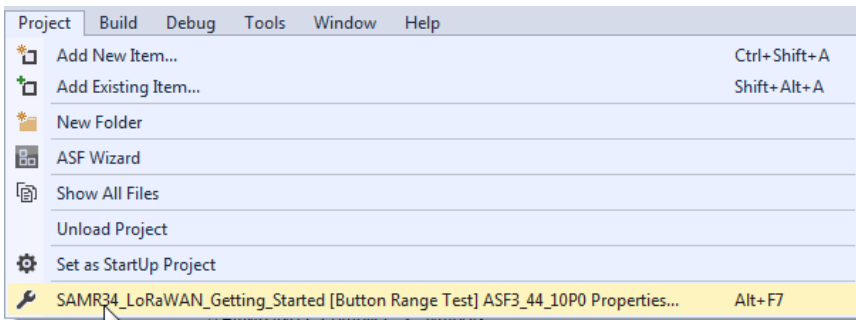 Project Build Debug Tools Window Help
Add New Item... Ctrl+Shift+A
Add Existing Item... Shift+Alt+A
New Folder
ASF Wizard
Show All Files
Unload Project
Set as StartUp Project
SAMR34_LoRaWAN_Getting_Started [Button Range Test] ASF3_44_10P0 Properties... Alt+F7